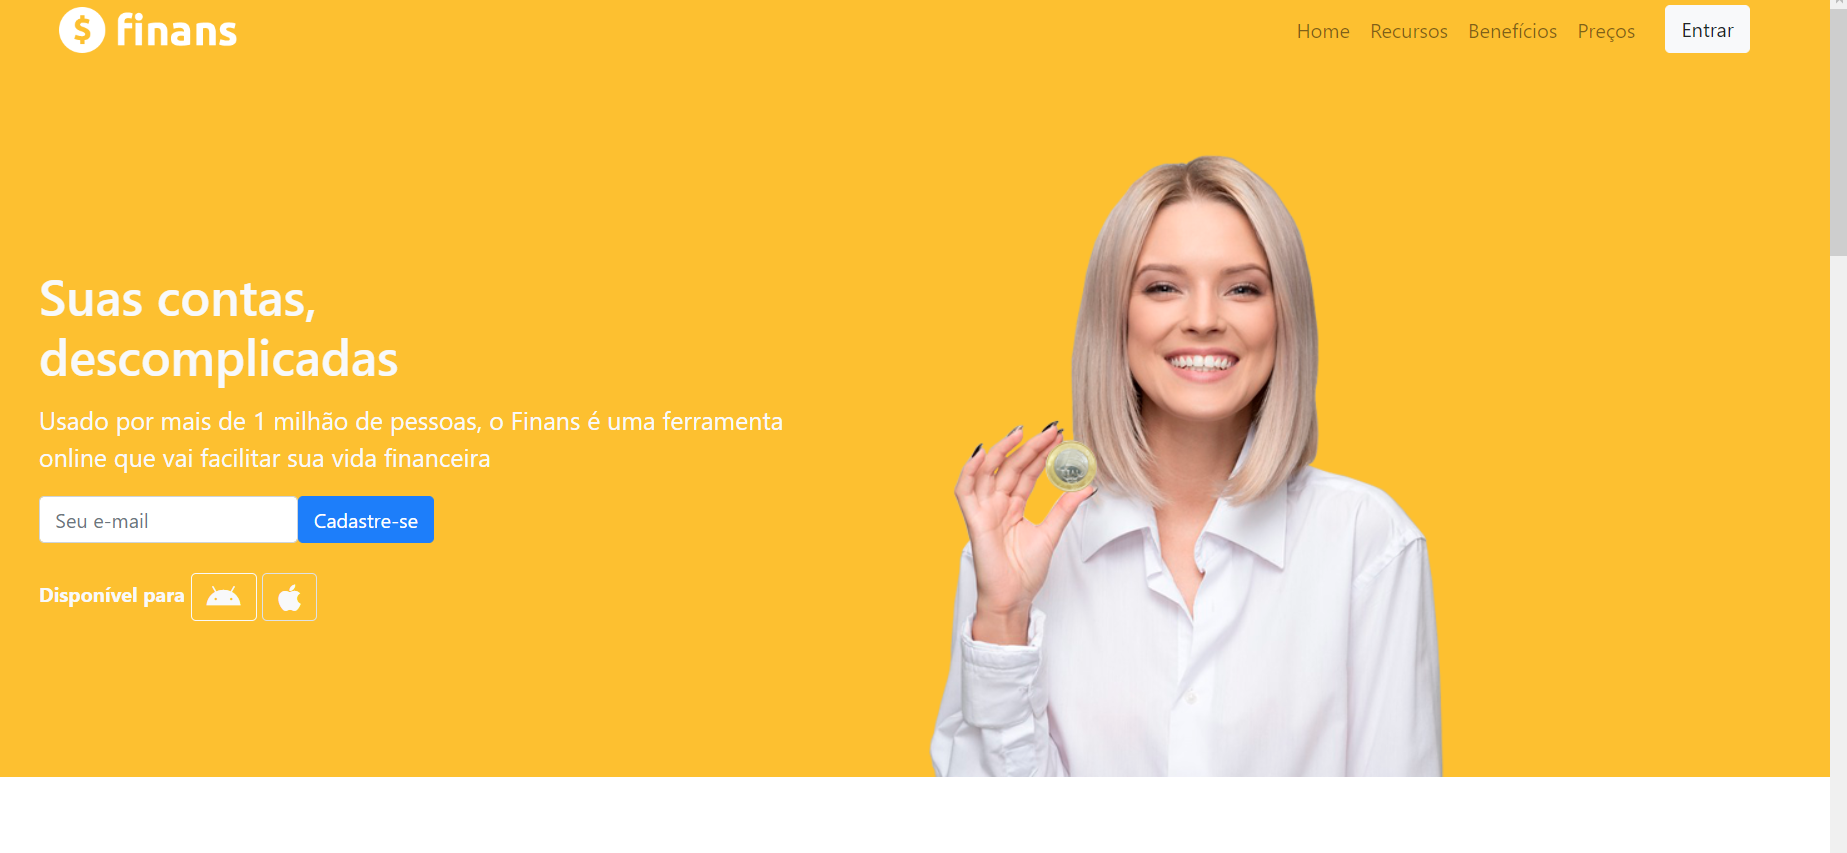 $ finans
Home Recursos Benefícios Preços Entrar
Suas contas,
descomplicadas
Usado por mais de 1 milhão de pessoas, o Finans é uma ferramenta
online que vai facilitar sua vida financeira
Seu e-mail Cadastre-se
Disponível para